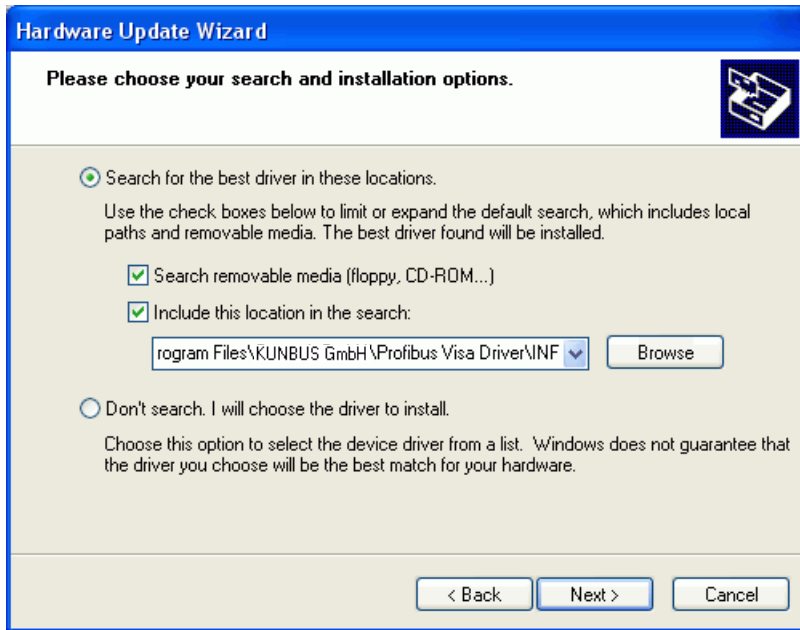 Hardware Update Wizard
Please choose your search and installation options.
Search for the best driver in these locations.
Use the check boxes below to limit or expand the default search, which includes local
paths and removable media. The best driver found will be installed.
Search removable media (floppy, CD-ROM...)
Include this location in the search:
rogram Files\KUNBUS GmbH\Profibus Visa Driver\INF
Browse
Don't search. I will choose the driver to install.
Choose this option to select the device driver from a list. Windows does not guarantee that
the driver you choose will be the best match for your hardware.
< Back
Next >
Cancel